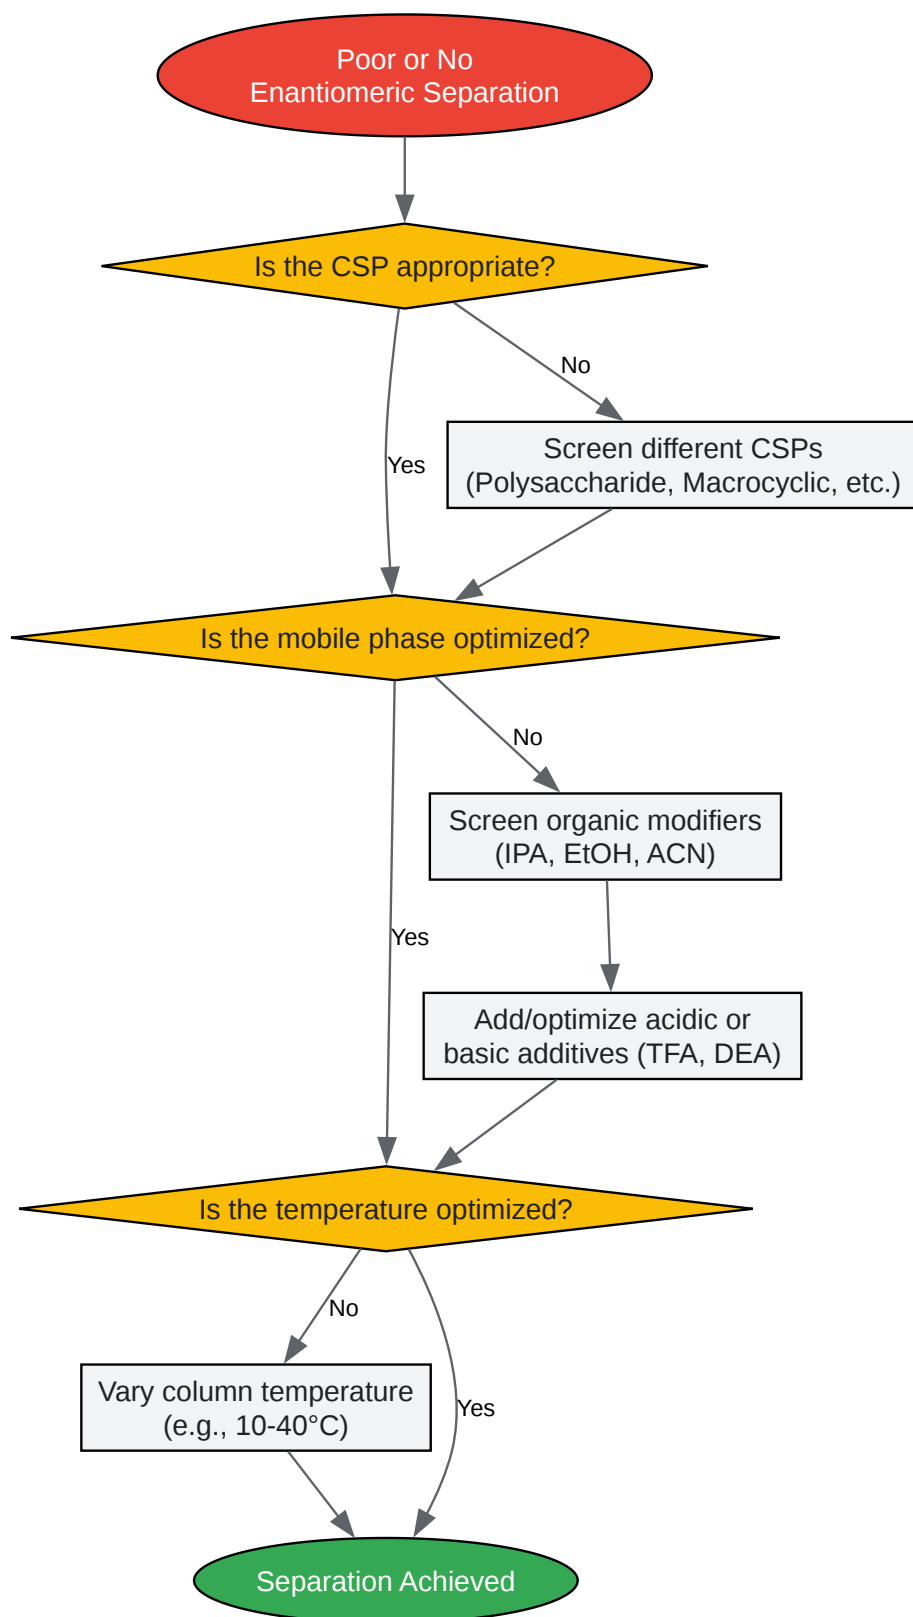 Poor or No
Enantiomeric Separation
Is the CSP appropriate?
No
Screen different CSPs
(Polysaccharide, Macrocyclic, etc.)
Yes
Is the mobile phase optimized?
No
Screen organic modifiers
(IPA, EtOH, ACN)
Yes
Add/optimize acidic or
basic additives (TFA, DEA)
Is the temperature optimized?
No
Vary column temperature
(e.g., 10-40°C)
Yes
Separation Achieved